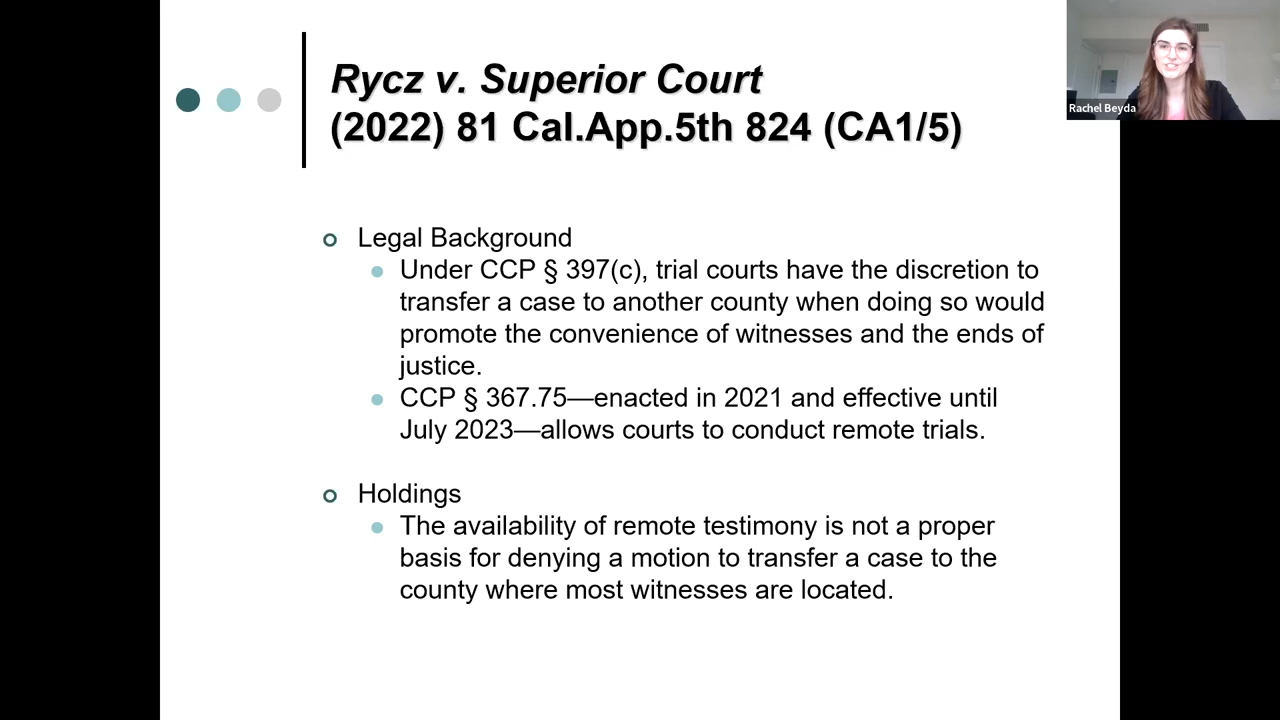 Rycz v. Superior Court
(2022) 81 Cal.App.5th 824 (CA1/5)
Rachel Beyda
Legal Background
Under CCP § 397(c), trial courts have the discretion to
transfer a case to another county when doing so would
promote the convenience of witnesses and the ends of
justice.
CCP § 367.75—enacted in 2021 and effective until
July 2023—allows courts to conduct remote trials.
Holdings
The availability of remote testimony is not a proper
basis for denying a motion to transfer a case to the
county where most witnesses are located.